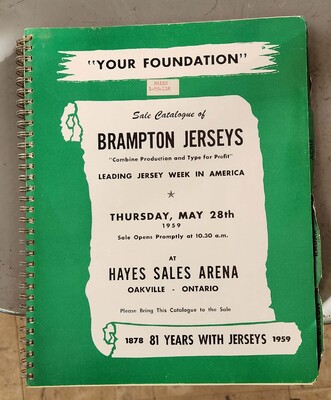 "YOUR FOUNDATION"
Sale Catalogue of
BRAMPTON JERSEYS
"Combine Production and Type for Profit"
LEADING JERSEY WEEK IN AMERICA
*
THURSDAY, MAY 28th
1959
Sale Opens Promptly at 10.30 a.m.
AT
HAYES SALES ARENA
OAKVILLE - ONTARIO
Please Bring This Catalogue to the Sale
1878 81 YEARS WITH JERSEYS 1959